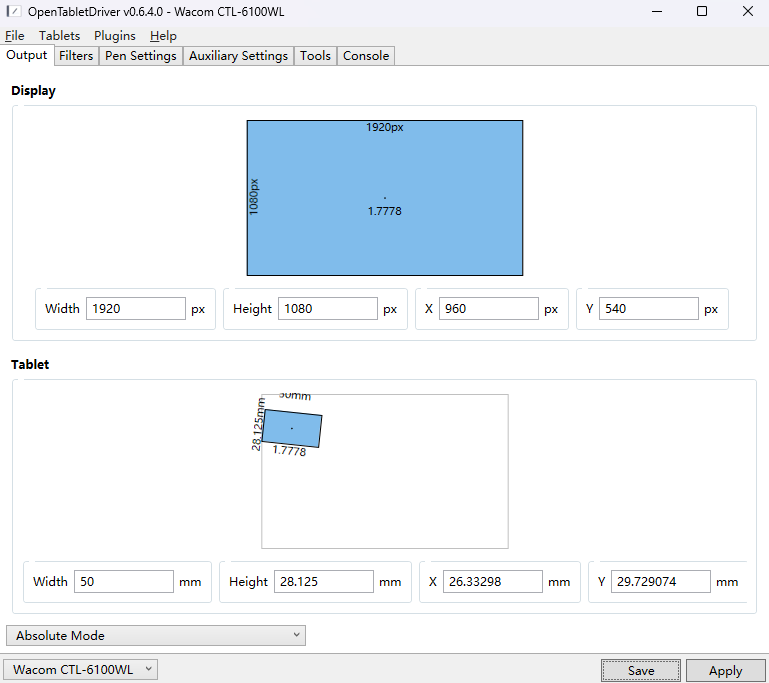 OpenTabletDriver v0.6.4.0 - Wacom CTL-6100WL
File Tablets Plugins Help
Output Filters Pen Settings Auxiliary Settings Tools Console
Display
1920px
1080px
1.7778
Width 1920 px Height 1080 px X 960 px Y 540 px
Tablet
50mm
28.125mm
1.7778
Width 50 mm Height 28.125 mm X 26.33298 mm Y 29.729074 mm
Absolute Mode
Wacom CTL-6100WL Save Apply